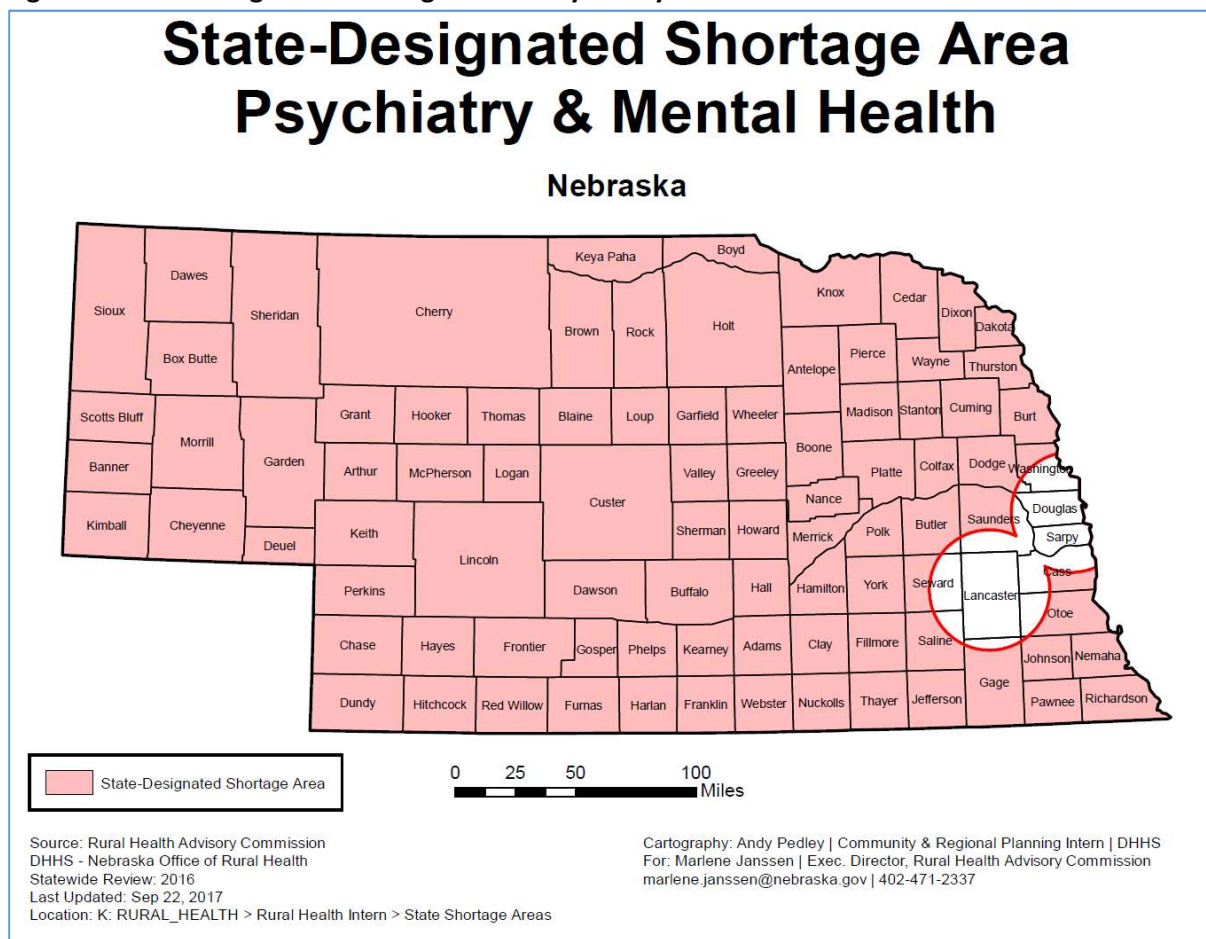 State-Designated Shortage Area
Psychiatry & Mental Health
Nebraska
Keya Paha
Boyd
Dawes
Sioux
Sheridan
Cherry
Brown
Rock
Holt
Knox
Cedar
Dixon
Dakota
Box Butte
Antelope
Pierce
Wayne
Thurston
Scotts Bluff
Morrill
Garden
Grant
Hooker
Thomas
Blaine
Loup
Garfield
Wheeler
Madison
Stanton
Cuming
Burt
Banner
Arthur
McPherson
Logan
Custer
Valley
Greeley
Boone
Platte
Colfax
Dodge
Washington
Nance
Kimball
Cheyenne
Deuel
Keith
Lincoln
Sherman
Howard
Merrick
Polk
Butler
Saunders
Douglas
Sarpy
Perkins
Dawson
Buffalo
Hall
Hamilton
York
Seward
Lancaster
Cass
Otoe
Chase
Hayes
Frontier
Gosper
Phelps
Kearney
Adams
Clay
Fillmore
Saline
Gage
Johnson
Nemaha
Dundy
Hitchcock
Red Willow
Furnas
Harlan
Franklin
Webster
Nuckolls
Thayer
Jefferson
Pawnee
Richardson
State-Designated Shortage Area
0 25 50 100
Miles
Source: Rural Health Advisory Commission
DHHS - Nebraska Office of Rural Health
Statewide Review: 2016
Last Updated: Sep 22, 2017
Location: K: RURAL_HEALTH > Rural Health Intern > State Shortage Areas
Cartography: Andy Pedley | Community & Regional Planning Intern | DHHS
For: Marlene Janssen | Exec. Director, Rural Health Advisory Commission
marlene.janssen@nebraska.gov | 402-471-2337